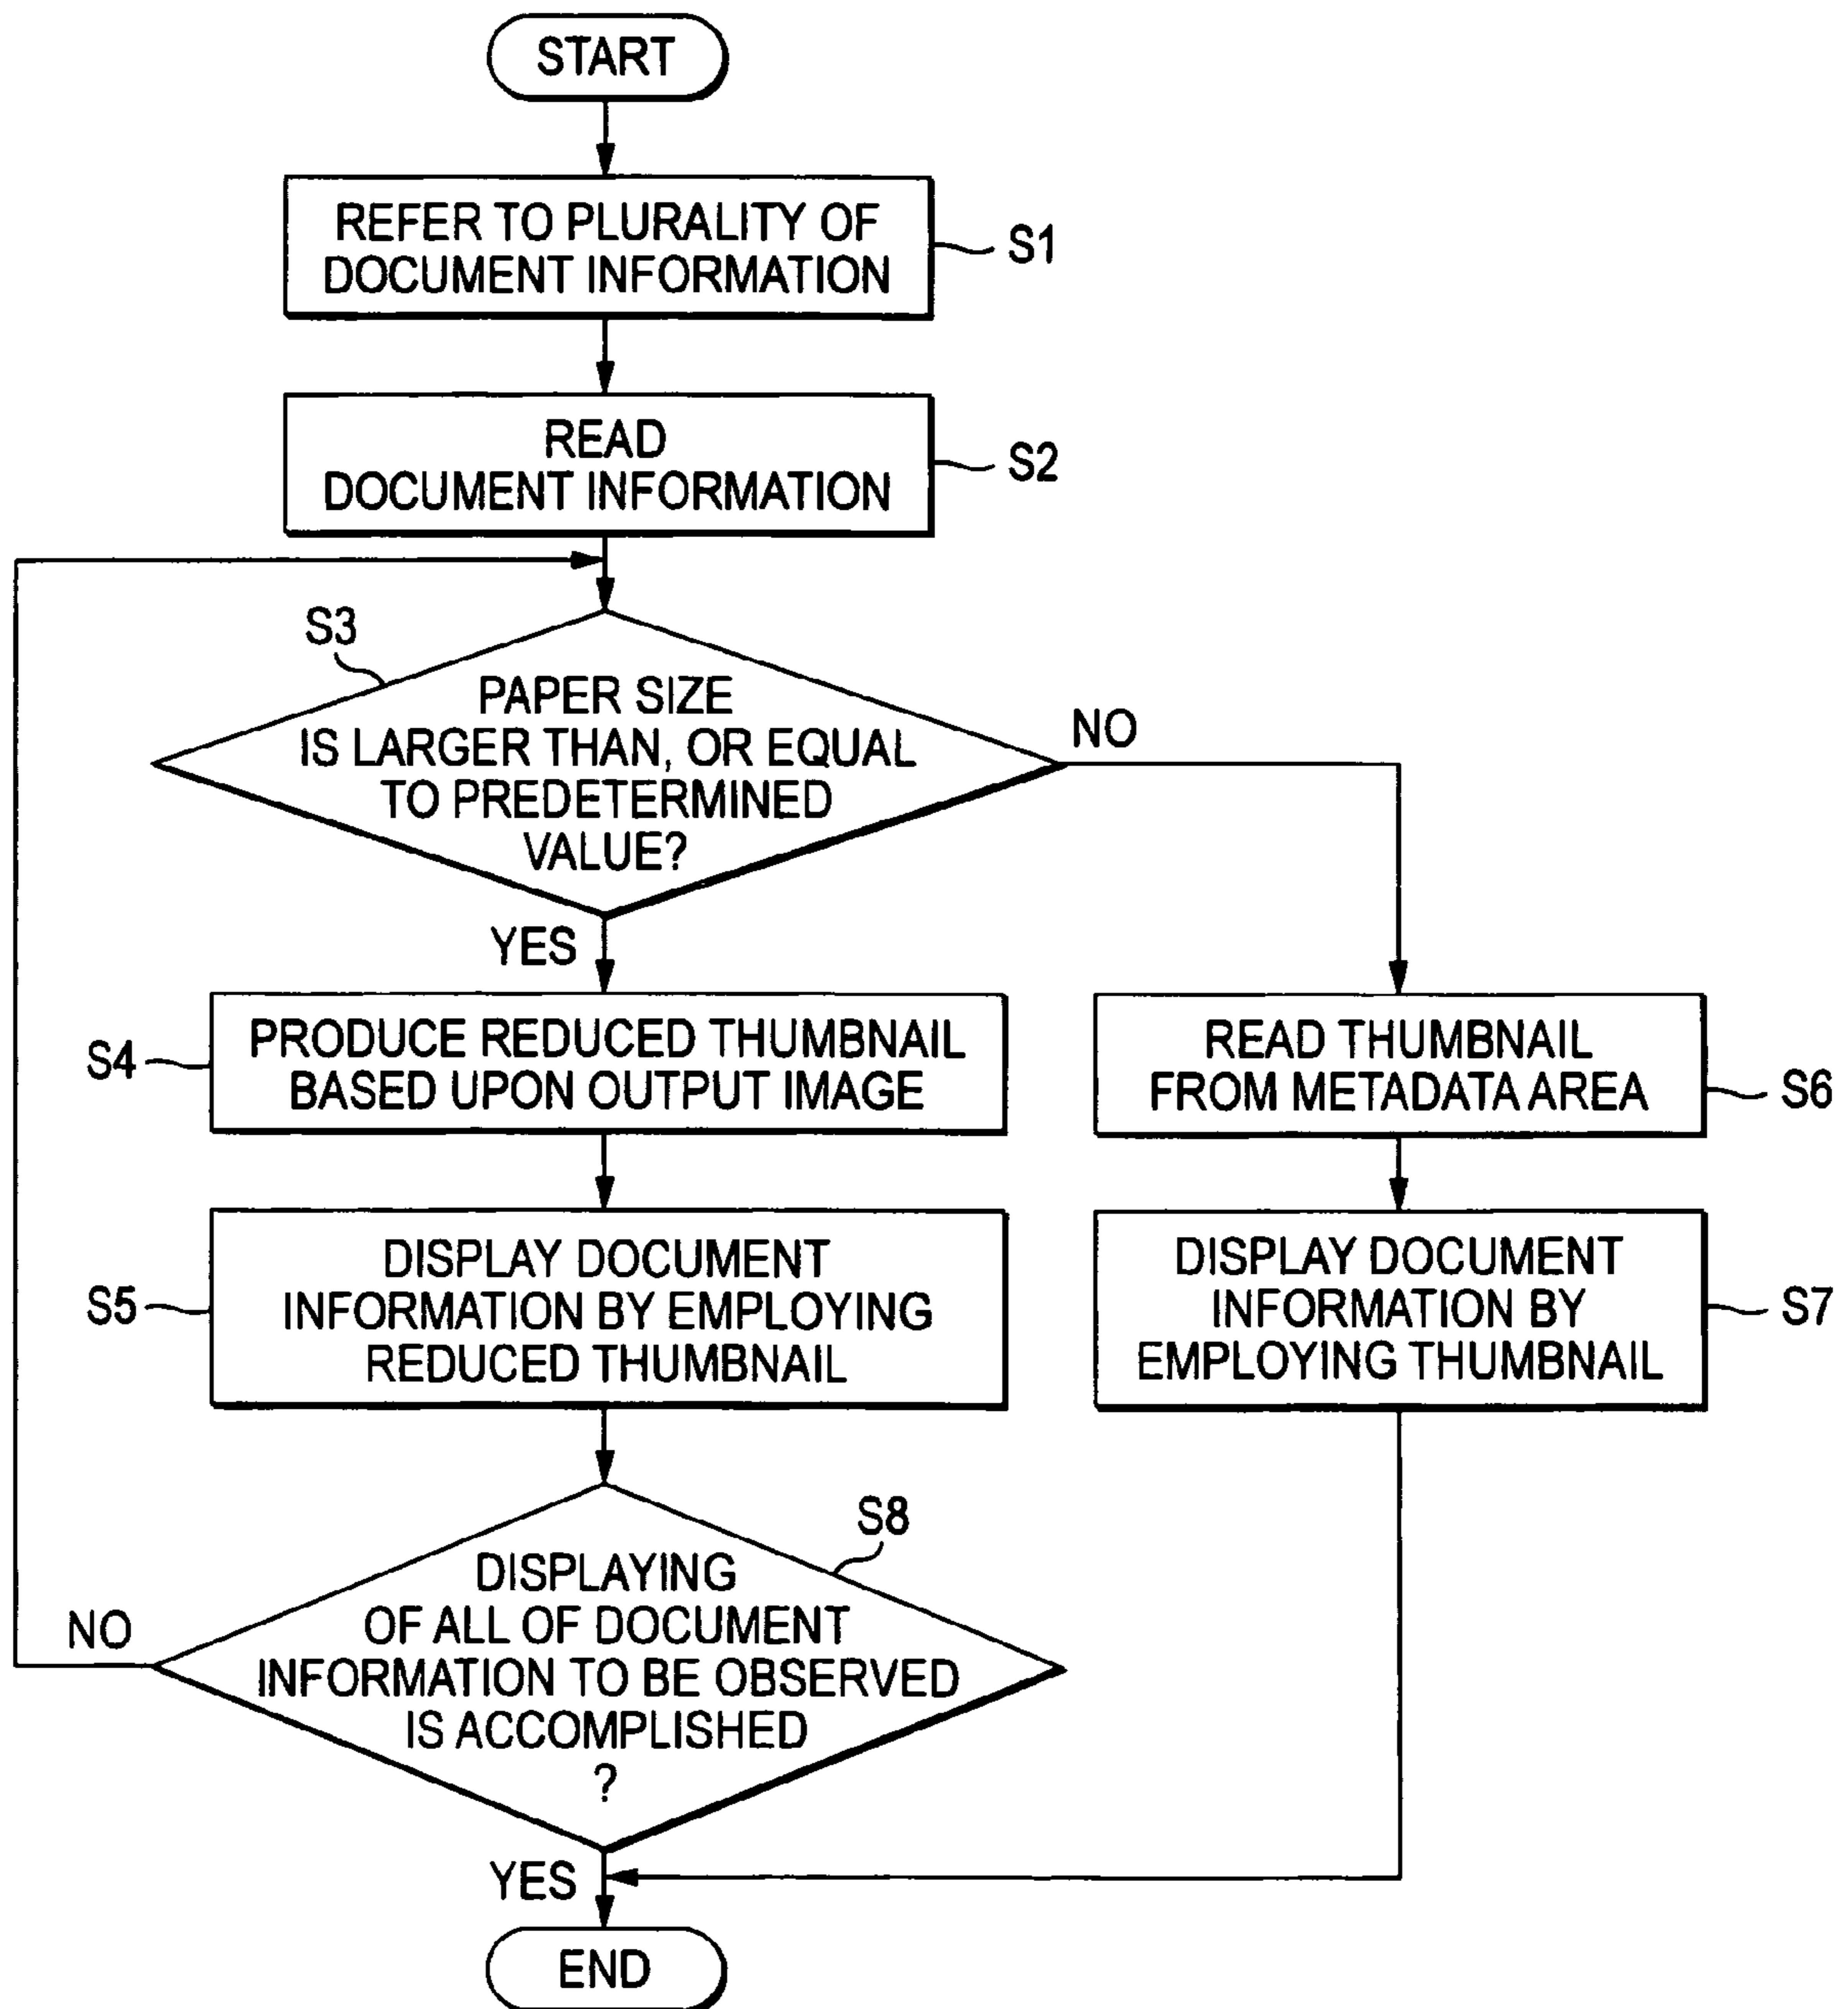 START
REFER TO PLURALITY OF
DOCUMENT INFORMATION
S1
READ
DOCUMENT INFORMATION
S2
S3
PAPER SIZE
IS LARGER THAN, OR EQUAL
TO PREDETERMINED
VALUE?
NO
YES
S4
PRODUCE REDUCED THUMBNAIL
BASED UPON OUTPUT IMAGE
READ THUMBNAIL
FROM METADATA AREA
S6
S5
DISPLAY DOCUMENT
INFORMATION BY EMPLOYING
REDUCED THUMBNAIL
DISPLAY DOCUMENT
INFORMATION BY
EMPLOYING THUMBNAIL
S7
S8
DISPLAYING
OF ALL OF DOCUMENT
INFORMATION TO BE OBSERVED
IS ACCOMPLISHED
?
NO
YES
END